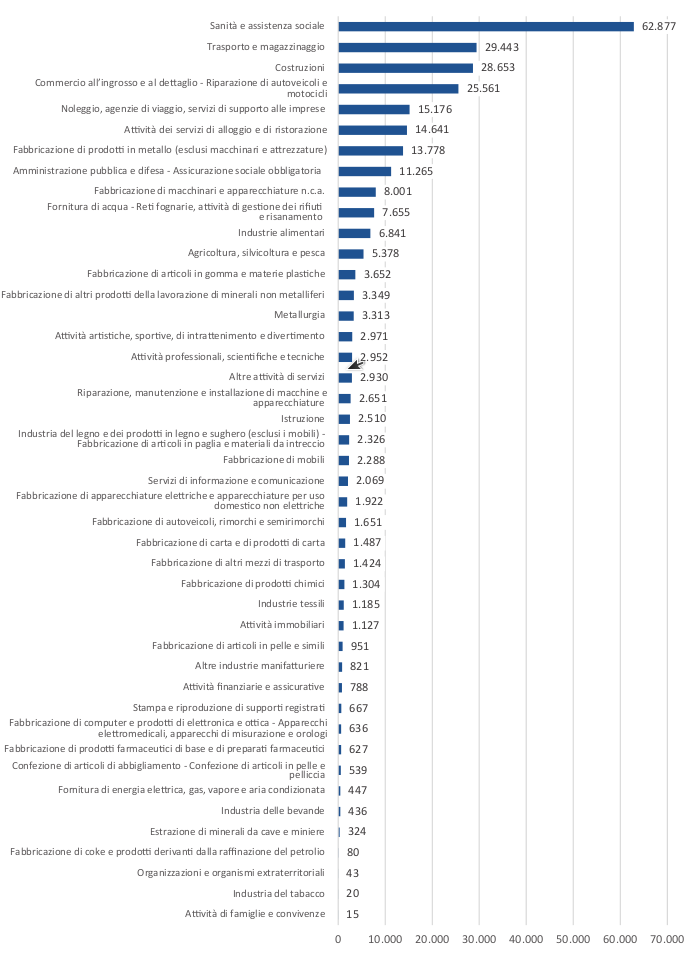 Sanità e assistenza sociale 62.877
Trasporto e magazzinaggio 29.443
Costruzioni 28.653
Commercio all'ingrosso e al dettaglio - Riparazione di autoveicoli e
motocicli 25.561
Noleggio, agenzie di viaggio, servizi di supporto alle imprese 15.176
Attività dei servizi di alloggio e di ristorazione 14.641
Fabbricazione di prodotti in metallo (esclusi macchinari e attrezzature) 13.778
Amministrazione pubblica e difesa - Assicurazione sociale obbligatoria 11.265
Fabbricazione di macchinari e apparecchiature n.c.a. 8.001
Fornitura di acqua - Reti fognarie, attività di gestione dei rifiuti
e risanamento 7.655
Industrie alimentari 6.841
Agricoltura, silvicoltura e pesca 5.378
Fabbricazione di articoli in gomma e materie plastiche 3.652
Fabbricazione di altri prodotti della lavorazione di minerali non metalliferi 3.349
Metallurgia 3.313
Attività artistiche, sportive, di intrattenimento e divertimento 2.971
Attività professionali, scientifiche e tecniche 2.952
Altre attività di servizi 2.930
Riparazione, manutenzione e installazione di macchine e
apparecchiature 2.651
Istruzione 2.510
Industria del legno e dei prodotti in legno e sughero (esclusi i mobili) -
Fabbricazione di articoli in paglia e materiali da intreccio 2.326
Fabbricazione di mobili 2.288
Servizi di informazione e comunicazione 2.069
Fabbricazione di apparecchiature elettriche e apparecchiature per uso
domestico non elettriche 1.922
Fabbricazione di autoveicoli, rimorchi e semirimorchi 1.651
Fabbricazione di carta e di prodotti di carta 1.487
Fabbricazione di altri mezzi di trasporto 1.424
Fabbricazione di prodotti chimici 1.304
Industrie tessili 1.185
Attività immobiliari 1.127
Fabbricazione di articoli in pelle e simili 951
Altre industrie manifatturiere 821
Attività finanziarie e assicurative 788
Stampa e riproduzione di supporti registrati 667
Fabbricazione di computer e prodotti di elettronica e ottica - Apparecchi
elettromedicali, apparecchi di misurazione e orologi 636
Fabbricazione di prodotti farmaceutici di base e di preparati farmaceutici 627
Confezione di articoli di abbigliamento - Confezione di articoli in pelle e
pelliccia 539
Fornitura di energia elettrica, gas, vapore e aria condizionata 447
Industria delle bevande 436
Estrazione di minerali da cave e miniere 324
Fabbricazione di coke e prodotti derivanti dalla raffinazione del petrolio 80
Organizzazioni e organismi extraterritoriali 43
Industria del tabacco 20
Attività di famiglie e convivenze 15
0 10.000 20.000 30.000 40.000 50.000 60.000 70.000